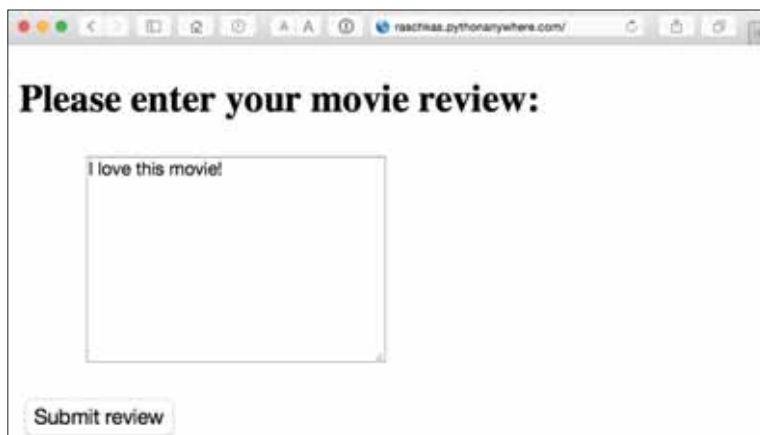 A A raschkas.pythonanywhere.com/
Please enter your movie review:
I love this movie!
Submit review